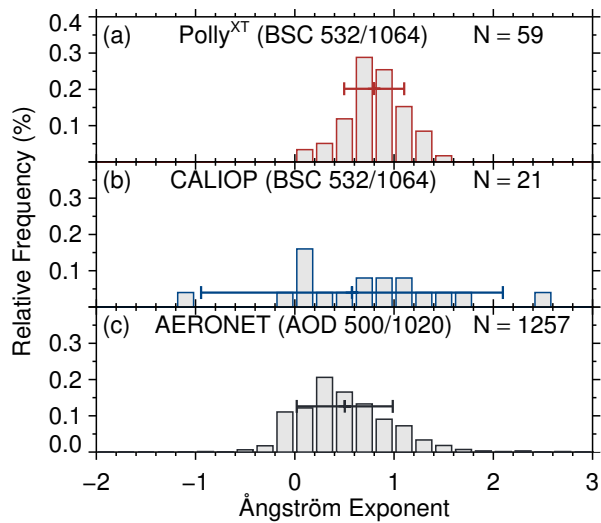 0.4
(a) Polly^XT (BSC 532/1064) N = 59
0.3
0.2
0.1
(b) CALIOP (BSC 532/1064) N = 21
0.3
0.2
0.1
(c) AERONET (AOD 500/1020) N = 1257
0.3
0.2
0.1
0.0
Relative Frequency (%)
−2 −1 0 1 2 3
Ångström Exponent